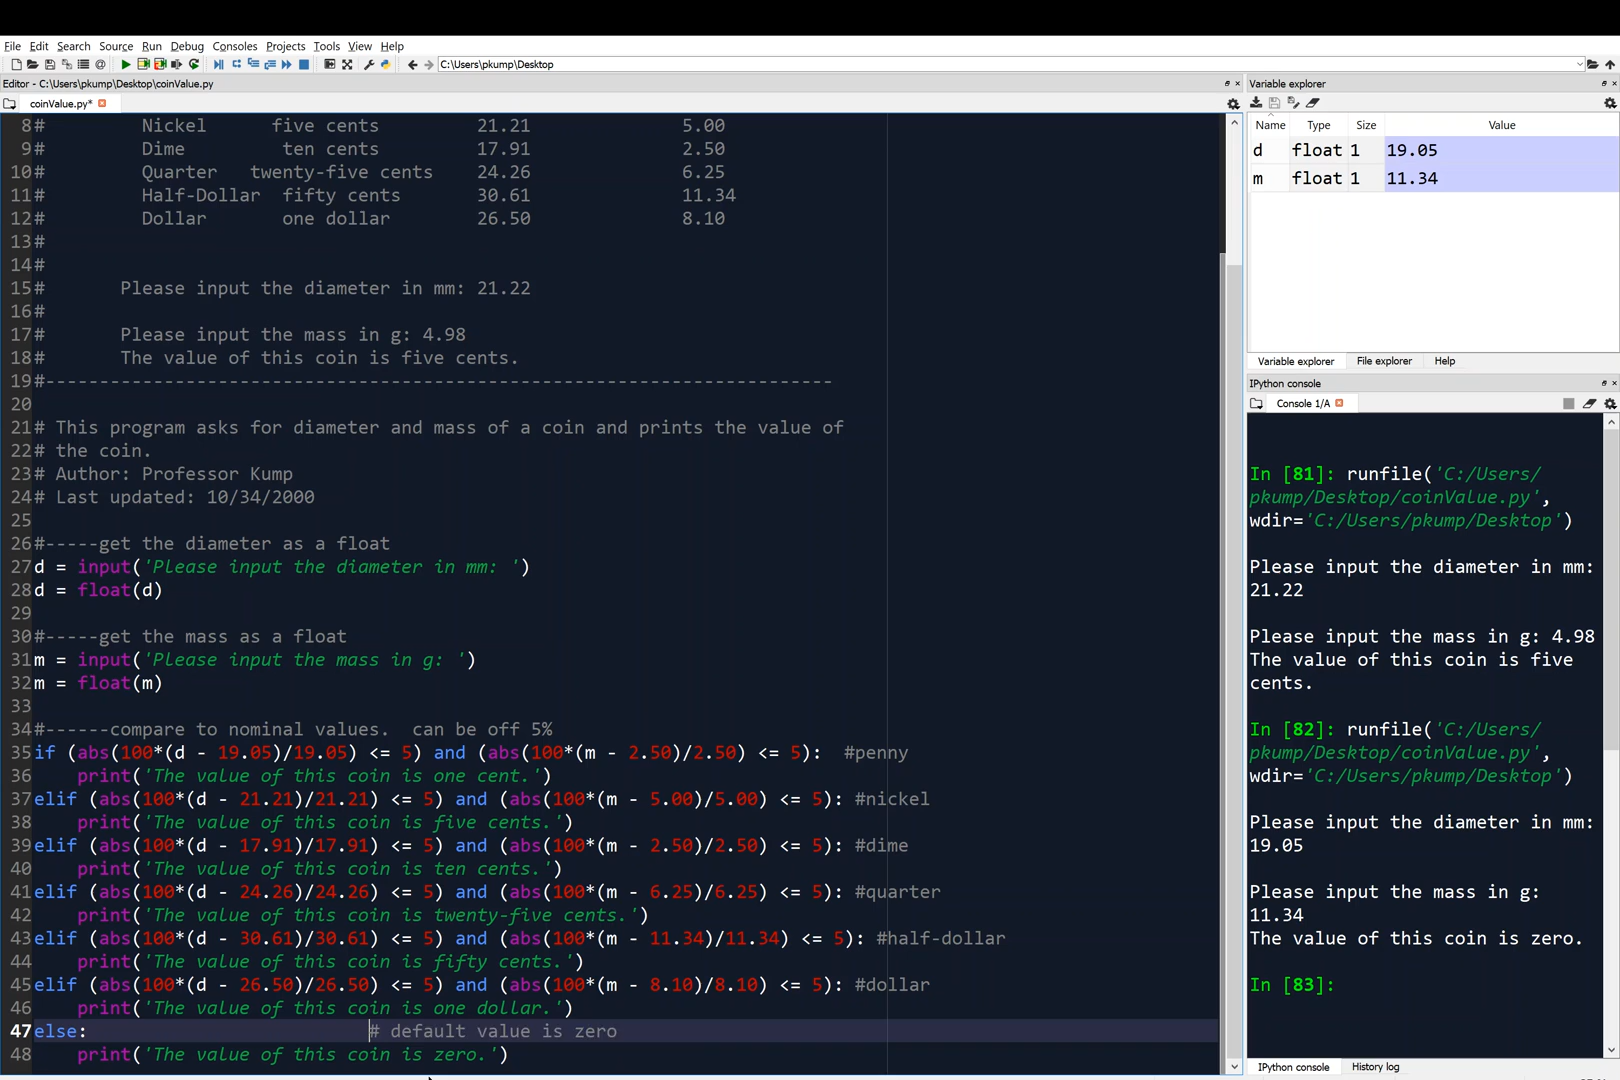 File Edit Search Source Run Debug Consoles Projects Tools View Help
C:\Users\pkump\Desktop
Editor - C:\Users\pkump\Desktop\coinValue.py
coinValue.py*
8# Nickel five cents 21.21 5.00
9# Dime ten cents 17.91 2.50
10# Quarter twenty-five cents 24.26 6.25
11# Half-Dollar fifty cents 30.61 11.34
12# Dollar one dollar 26.50 8.10
13#
14#
15# Please input the diameter in mm: 21.22
16#
17# Please input the mass in g: 4.98
18# The value of this coin is five cents.
19#-------------------------------------------------------------------------
20
21# This program asks for diameter and mass of a coin and prints the value of
22# the coin.
23# Author: Professor Kump
24# Last updated: 10/34/2000
25
26#-----get the diameter as a float
27d = input('Please input the diameter in mm: ')
28d = float(d)
29
30#-----get the mass as a float
31m = input('Please input the mass in g: ')
32m = float(m)
33
34#------compare to nominal values.  can be off 5%
35if (abs(100*(d - 19.05)/19.05) <= 5) and (abs(100*(m - 2.50)/2.50) <= 5):  #penny
36    print('The value of this coin is one cent.')
37elif (abs(100*(d - 21.21)/21.21) <= 5) and (abs(100*(m - 5.00)/5.00) <= 5): #nickel
38    print('The value of this coin is five cents.')
39elif (abs(100*(d - 17.91)/17.91) <= 5) and (abs(100*(m - 2.50)/2.50) <= 5): #dime
40    print('The value of this coin is ten cents.')
41elif (abs(100*(d - 24.26)/24.26) <= 5) and (abs(100*(m - 6.25)/6.25) <= 5): #quarter
42    print('The value of this coin is twenty-five cents.')
43elif (abs(100*(d - 30.61)/30.61) <= 5) and (abs(100*(m - 11.34)/11.34) <= 5): #half-dollar
44    print('The value of this coin is fifty cents.')
45elif (abs(100*(d - 26.50)/26.50) <= 5) and (abs(100*(m - 8.10)/8.10) <= 5): #dollar
46    print('The value of this coin is one dollar.')
47else: # default value is zero
48    print('The value of this coin is zero.')
Variable explorer
Name Type Size Value
d float 1 19.05
m float 1 11.34
Variable explorer File explorer Help
IPython console
Console 1/A
In [81]: runfile('C:/Users/
pkump/Desktop/coinValue.py',
wdir='C:/Users/pkump/Desktop')
Please input the diameter in mm:
21.22
Please input the mass in g: 4.98
The value of this coin is five
cents.
In [82]: runfile('C:/Users/
pkump/Desktop/coinValue.py',
wdir='C:/Users/pkump/Desktop')
Please input the diameter in mm:
19.05
Please input the mass in g:
11.34
The value of this coin is zero.
In [83]:
IPython console History log